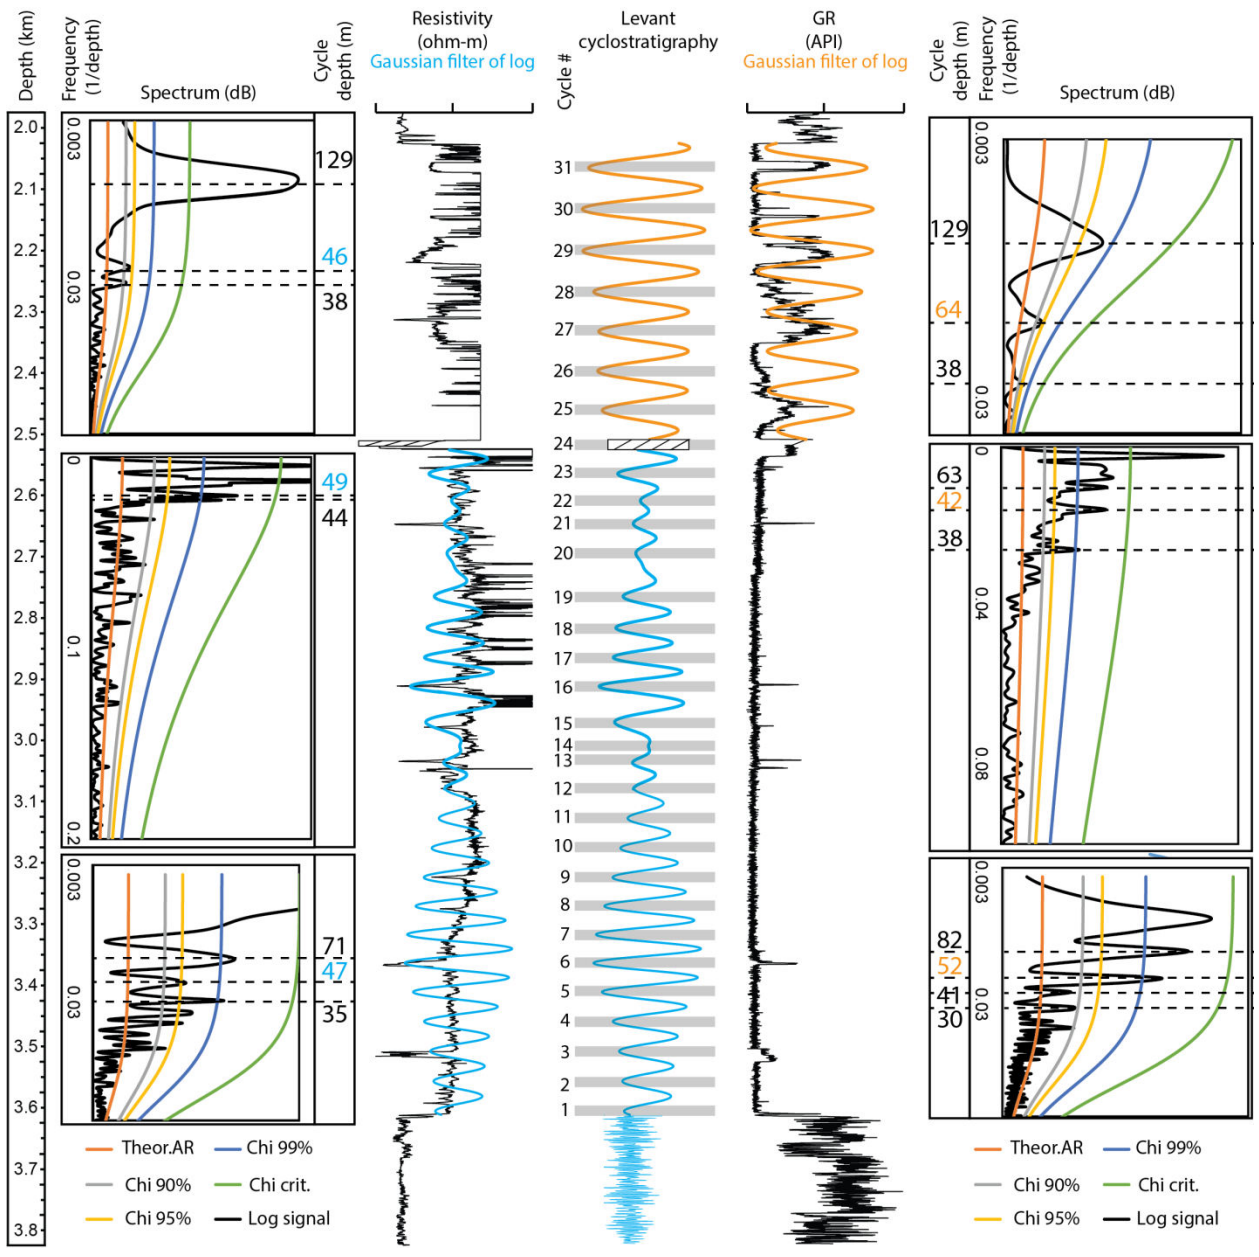 Depth (km)
Frequency
(1/depth)
Spectrum (dB)
Cycle
depth (m)
Resistivity
(ohm-m)
Gaussian filter of log
Cycle #
Levant
cyclostratigraphy
GR
(API)
Gaussian filter of log
Cycle
depth (m)
Frequency
(1/depth)
Spectrum (dB)
2.0
2.1
2.2
2.3
2.4
2.5
2.6
2.7
2.8
2.9
3.0
3.1
3.2
3.3
3.4
3.5
3.6
3.7
3.8
0.003
0.03
129
46
38
0
0.1
0.2
49
44
0.003
0.03
71
47
35
31
30
29
28
27
26
25
24
23
22
21
20
19
18
17
16
15
14
13
12
11
10
9
8
7
6
5
4
3
2
1
129
64
38
0.003
0.03
63
42
38
0
0.04
0.08
82
52
41
30
0.003
0.03
Theor.AR
Chi 99%
Chi 90%
Chi crit.
Chi 95%
Log signal
Theor.AR
Chi 99%
Chi 90%
Chi crit.
Chi 95%
Log signal